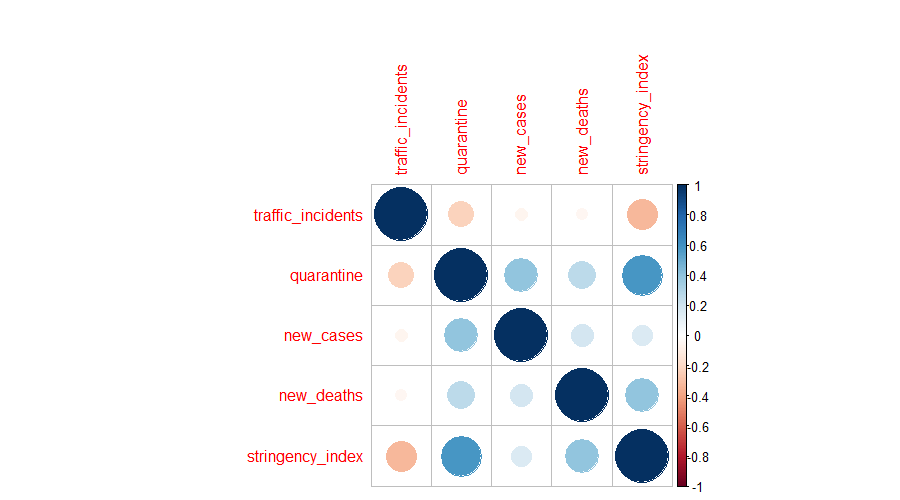 traffic_incidents
quarantine
new_cases
new_deaths
stringency_index
traffic_incidents
quarantine
new_cases
new_deaths
stringency_index
1
0.8
0.6
0.4
0.2
0
-0.2
-0.4
-0.6
-0.8
-1